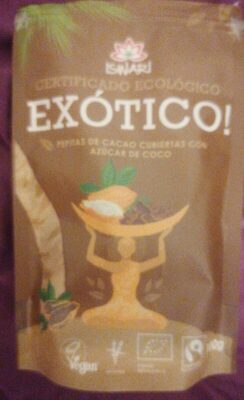 ISWARI
CERTIFICADO ECOLÓGICO
EXÓTICO!
PEPITAS DE CACAO CUBIERTAS CON
AZÚCAR DE COCO
Vegan